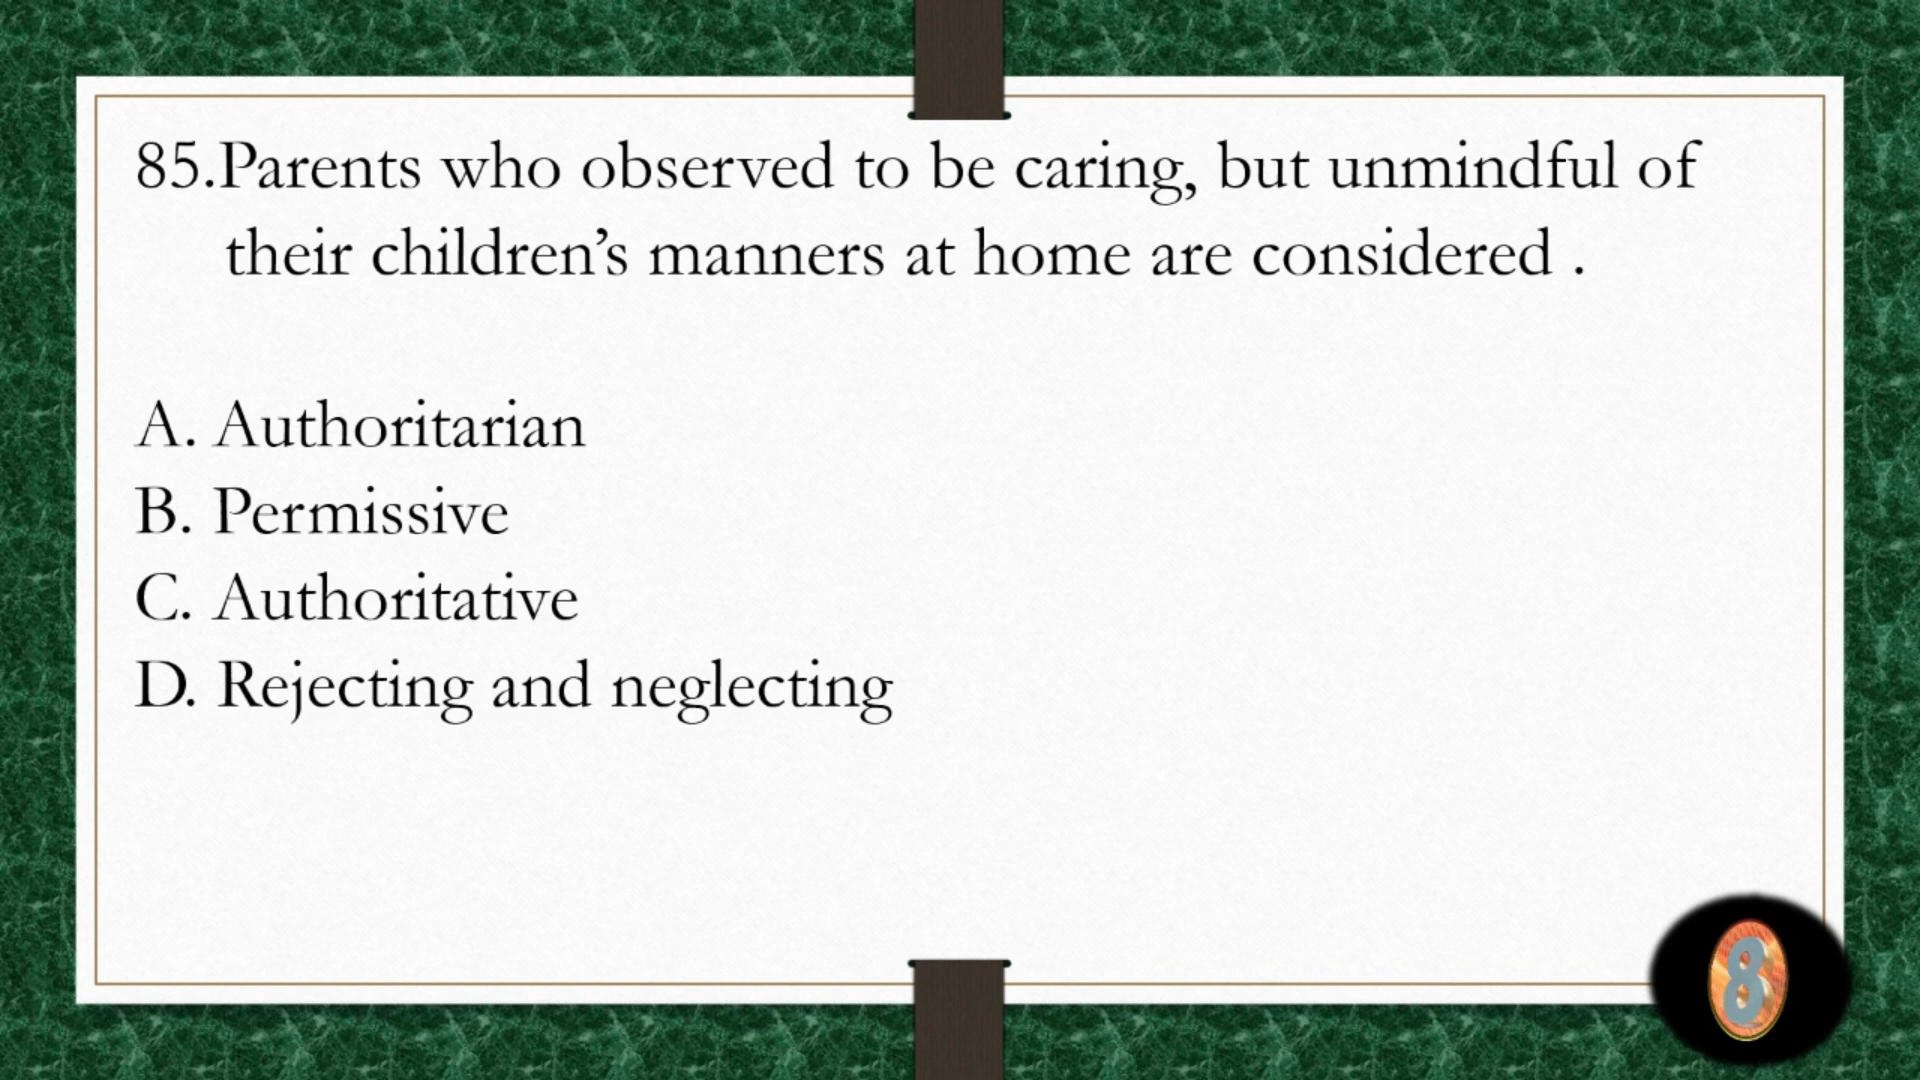 85.Parents who observed to be caring, but unmindful of
their children’s manners at home are considered .
A. Authoritarian
B. Permissive
C. Authoritative
D. Rejecting and neglecting
8